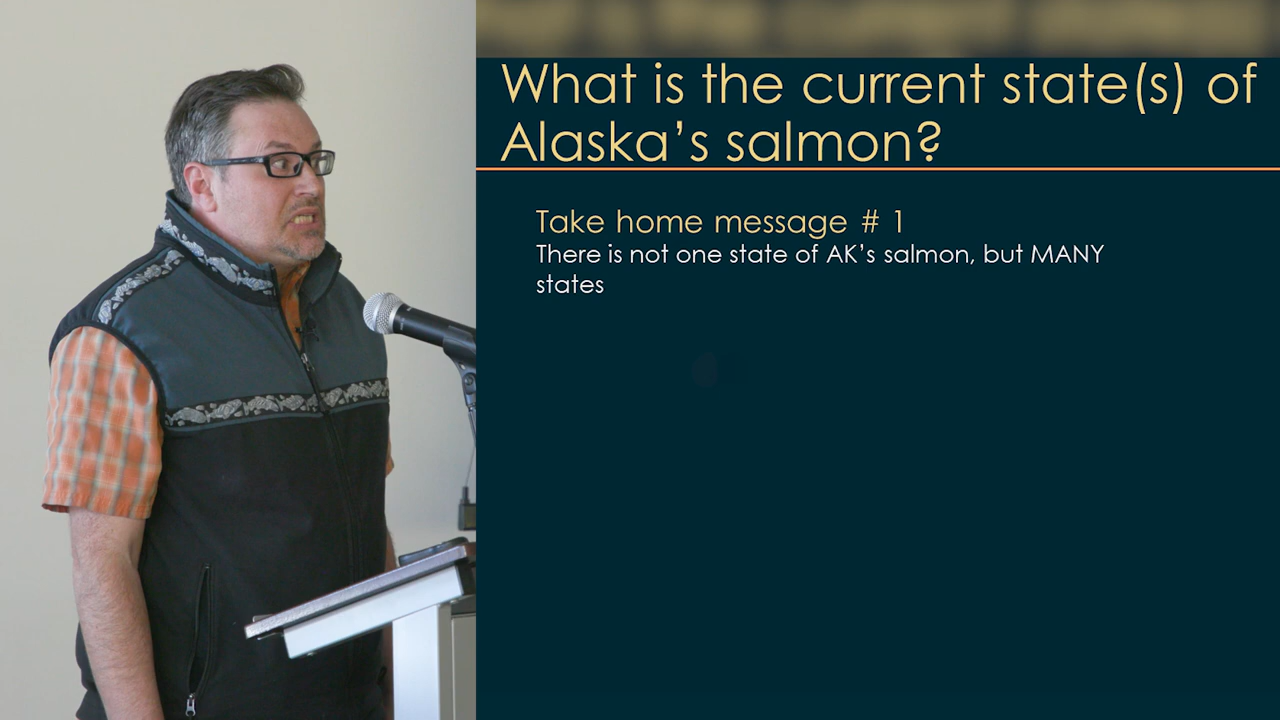 What is the current state(s) of
Alaska's salmon?
Take home message # 1
There is not one state of AK's salmon, but MANY
states